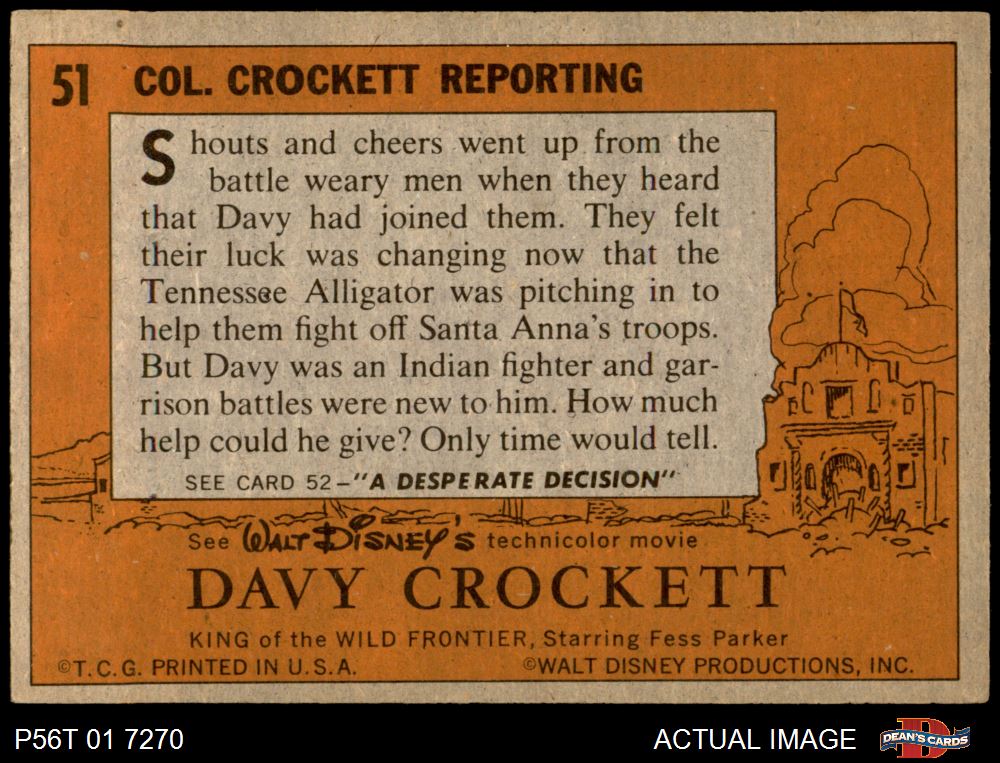 51 COL. CROCKETT REPORTING
Shouts and cheers went up from the
battle weary men when they heard
that Davy had joined them. They felt
their luck was changing now that the
Tennessee Alligator was pitching in to
help them fight off Santa Anna's troops.
But Davy was an Indian fighter and gar-
rison battles were new to him. How much
help could he give? Only time would tell.
SEE CARD 52-"A DESPERATE DECISION"
See WALT DISNEY'S technicolor movie
DAVY CROCKETT
KING of the WILD FRONTIER, Starring Fess Parker
©T.C.G. PRINTED IN U.S.A. ©WALT DISNEY PRODUCTIONS, INC.
P56T 01 7270 ACTUAL IMAGE D DEAN'S CARDS